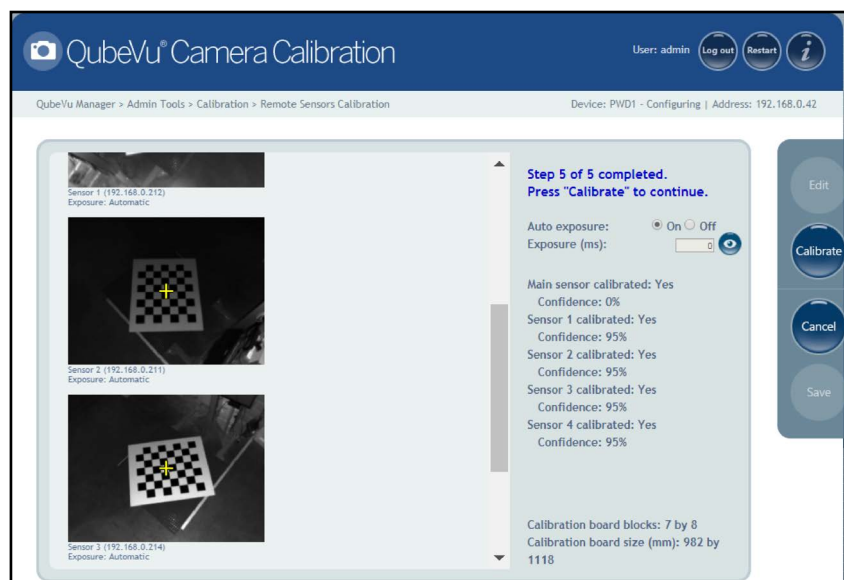 QubeVu® Camera Calibration
User: admin
Log out
Restart
i
QubeVu Manager > Admin Tools > Calibration > Remote Sensors Calibration
Device: PWD1 - Configuring | Address: 192.168.0.42
Sensor 1 (192.168.0.212)
Exposure: Automatic
Sensor 2 (192.168.0.211)
Exposure: Automatic
Sensor 3 (192.168.0.214)
Exposure: Automatic
Step 5 of 5 completed.
Press "Calibrate" to continue.
Auto exposure: On Off
Exposure (ms): 0
Main sensor calibrated: Yes
Confidence: 0%
Sensor 1 calibrated: Yes
Confidence: 95%
Sensor 2 calibrated: Yes
Confidence: 95%
Sensor 3 calibrated: Yes
Confidence: 95%
Sensor 4 calibrated: Yes
Confidence: 95%
Calibration board blocks: 7 by 8
Calibration board size (mm): 982 by
1118
Edit
Calibrate
Cancel
Save